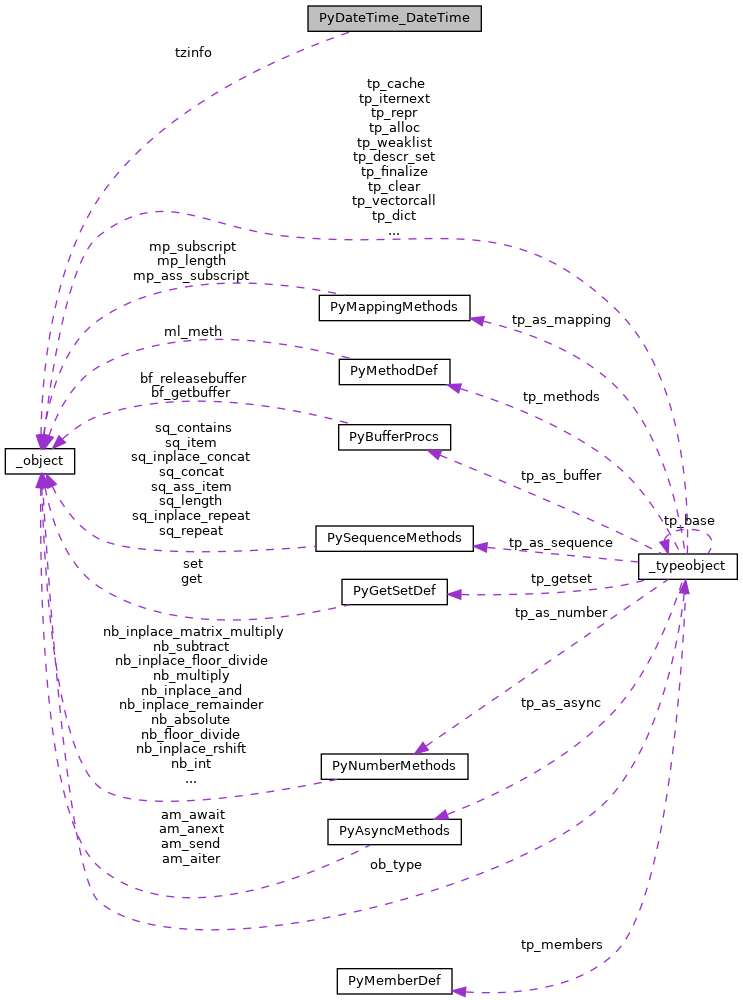 PyDateTime_DateTime
tzinfo
tp_cache
tp_iternext
tp_repr
tp_alloc
tp_weaklist
tp_descr_set
tp_finalize
tp_clear
tp_vectorcall
tp_dict
...
mp_subscript
mp_length
mp_ass_subscript
PyMappingMethods
tp_as_mapping
ml_meth
PyMethodDef
tp_methods
bf_releasebuffer
bf_getbuffer
PyBufferProcs
_object
sq_contains
sq_item
sq_inplace_concat
sq_concat
sq_ass_item
sq_length
sq_inplace_repeat
sq_repeat
tp_as_buffer
tp_base
PySequenceMethods
tp_as_sequence
_typeobject
set
get
PyGetSetDef
tp_getset
tp_as_number
nb_inplace_matrix_multiply
nb_subtract
nb_inplace_floor_divide
nb_multiply
nb_inplace_and
nb_inplace_remainder
nb_absolute
nb_floor_divide
nb_inplace_rshift
nb_int
...
tp_as_async
PyNumberMethods
am_await
am_anext
am_send
am_aiter
PyAsyncMethods
ob_type
tp_members
PyMemberDef